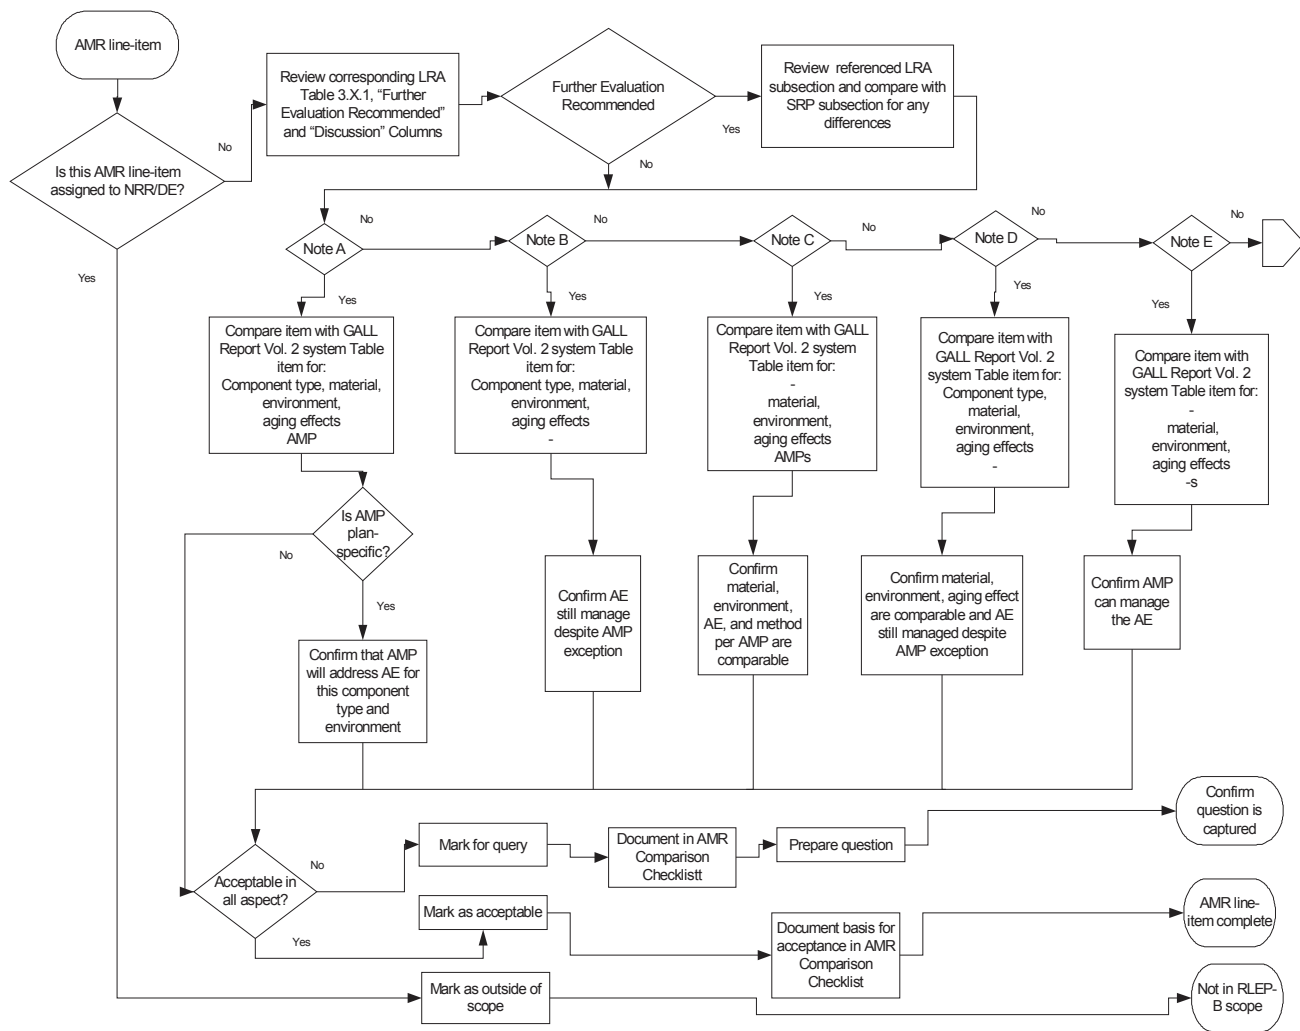 AMR line-item
Review corresponding LRA
Table 3.X.1, “Further
Evaluation Recommended”
and “Discussion” Columns
Further Evaluation
Recommended
Review referenced LRA
subsection and compare with
SRP subsection for any
differences
No
Yes
No
Is this AMR line-item
assigned to NRR/DE?
Yes
Note A
No
Note B
No
Note C
No
Note D
No
Note E
No
Yes
Yes
Yes
Yes
Yes
Compare item with GALL
Report Vol. 2 system Table
item for:
Component type, material,
environment,
aging effects
AMP
Compare item with GALL
Report Vol. 2 system Table
item for:
Component type, material,
environment,
aging effects
-
Compare item with GALL
Report Vol. 2 system
Table item for:
-
material,
environment,
aging effects
AMPs
Compare item with
GALL Report Vol. 2
system Table item for:
Component type,
material,
environment,
aging effects
-
Compare item with
GALL Report Vol. 2
system Table item for:
-
material,
environment,
aging effects
-s
Is AMP
plan-
specific?
No
Yes
Confirm that AMP
will address AE for
this component
type and
environment
Confirm AE
still manage
despite AMP
exception
Confirm
material,
environment,
AE, and method
per AMP are
comparable
Confirm material,
environment, aging effect
are comparable and AE
still managed despite
AMP exception
Confirm AMP
can manage
the AE
Acceptable in
all aspect?
No
Yes
Mark for query
Document in AMR
Comparison
Checklistt
Prepare question
Confirm
question is
captured
Mark as acceptable
Document basis for
acceptance in AMR
Comparison
Checklist
AMR line-
item complete
Mark as outside of
scope
Not in RLEP-
B scope